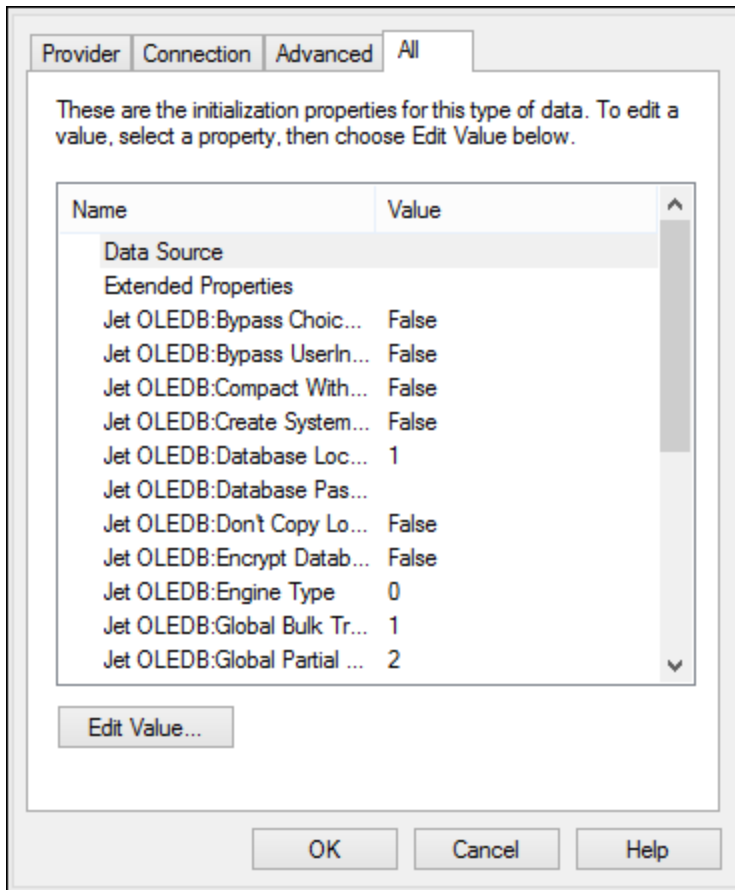 Provider Connection Advanced All
These are the initialization properties for this type of data. To edit a
value, select a property, then choose Edit Value below.
Name Value
Data Source
Extended Properties
Jet OLEDB:Bypass Choic... False
Jet OLEDB:Bypass UserIn... False
Jet OLEDB:Compact With... False
Jet OLEDB:Create System... False
Jet OLEDB:Database Loc... 1
Jet OLEDB:Database Pas...
Jet OLEDB:Don't Copy Lo... False
Jet OLEDB:Encrypt Datab... False
Jet OLEDB:Engine Type 0
Jet OLEDB:Global Bulk Tr... 1
Jet OLEDB:Global Partial ... 2
Edit Value...
OK Cancel Help